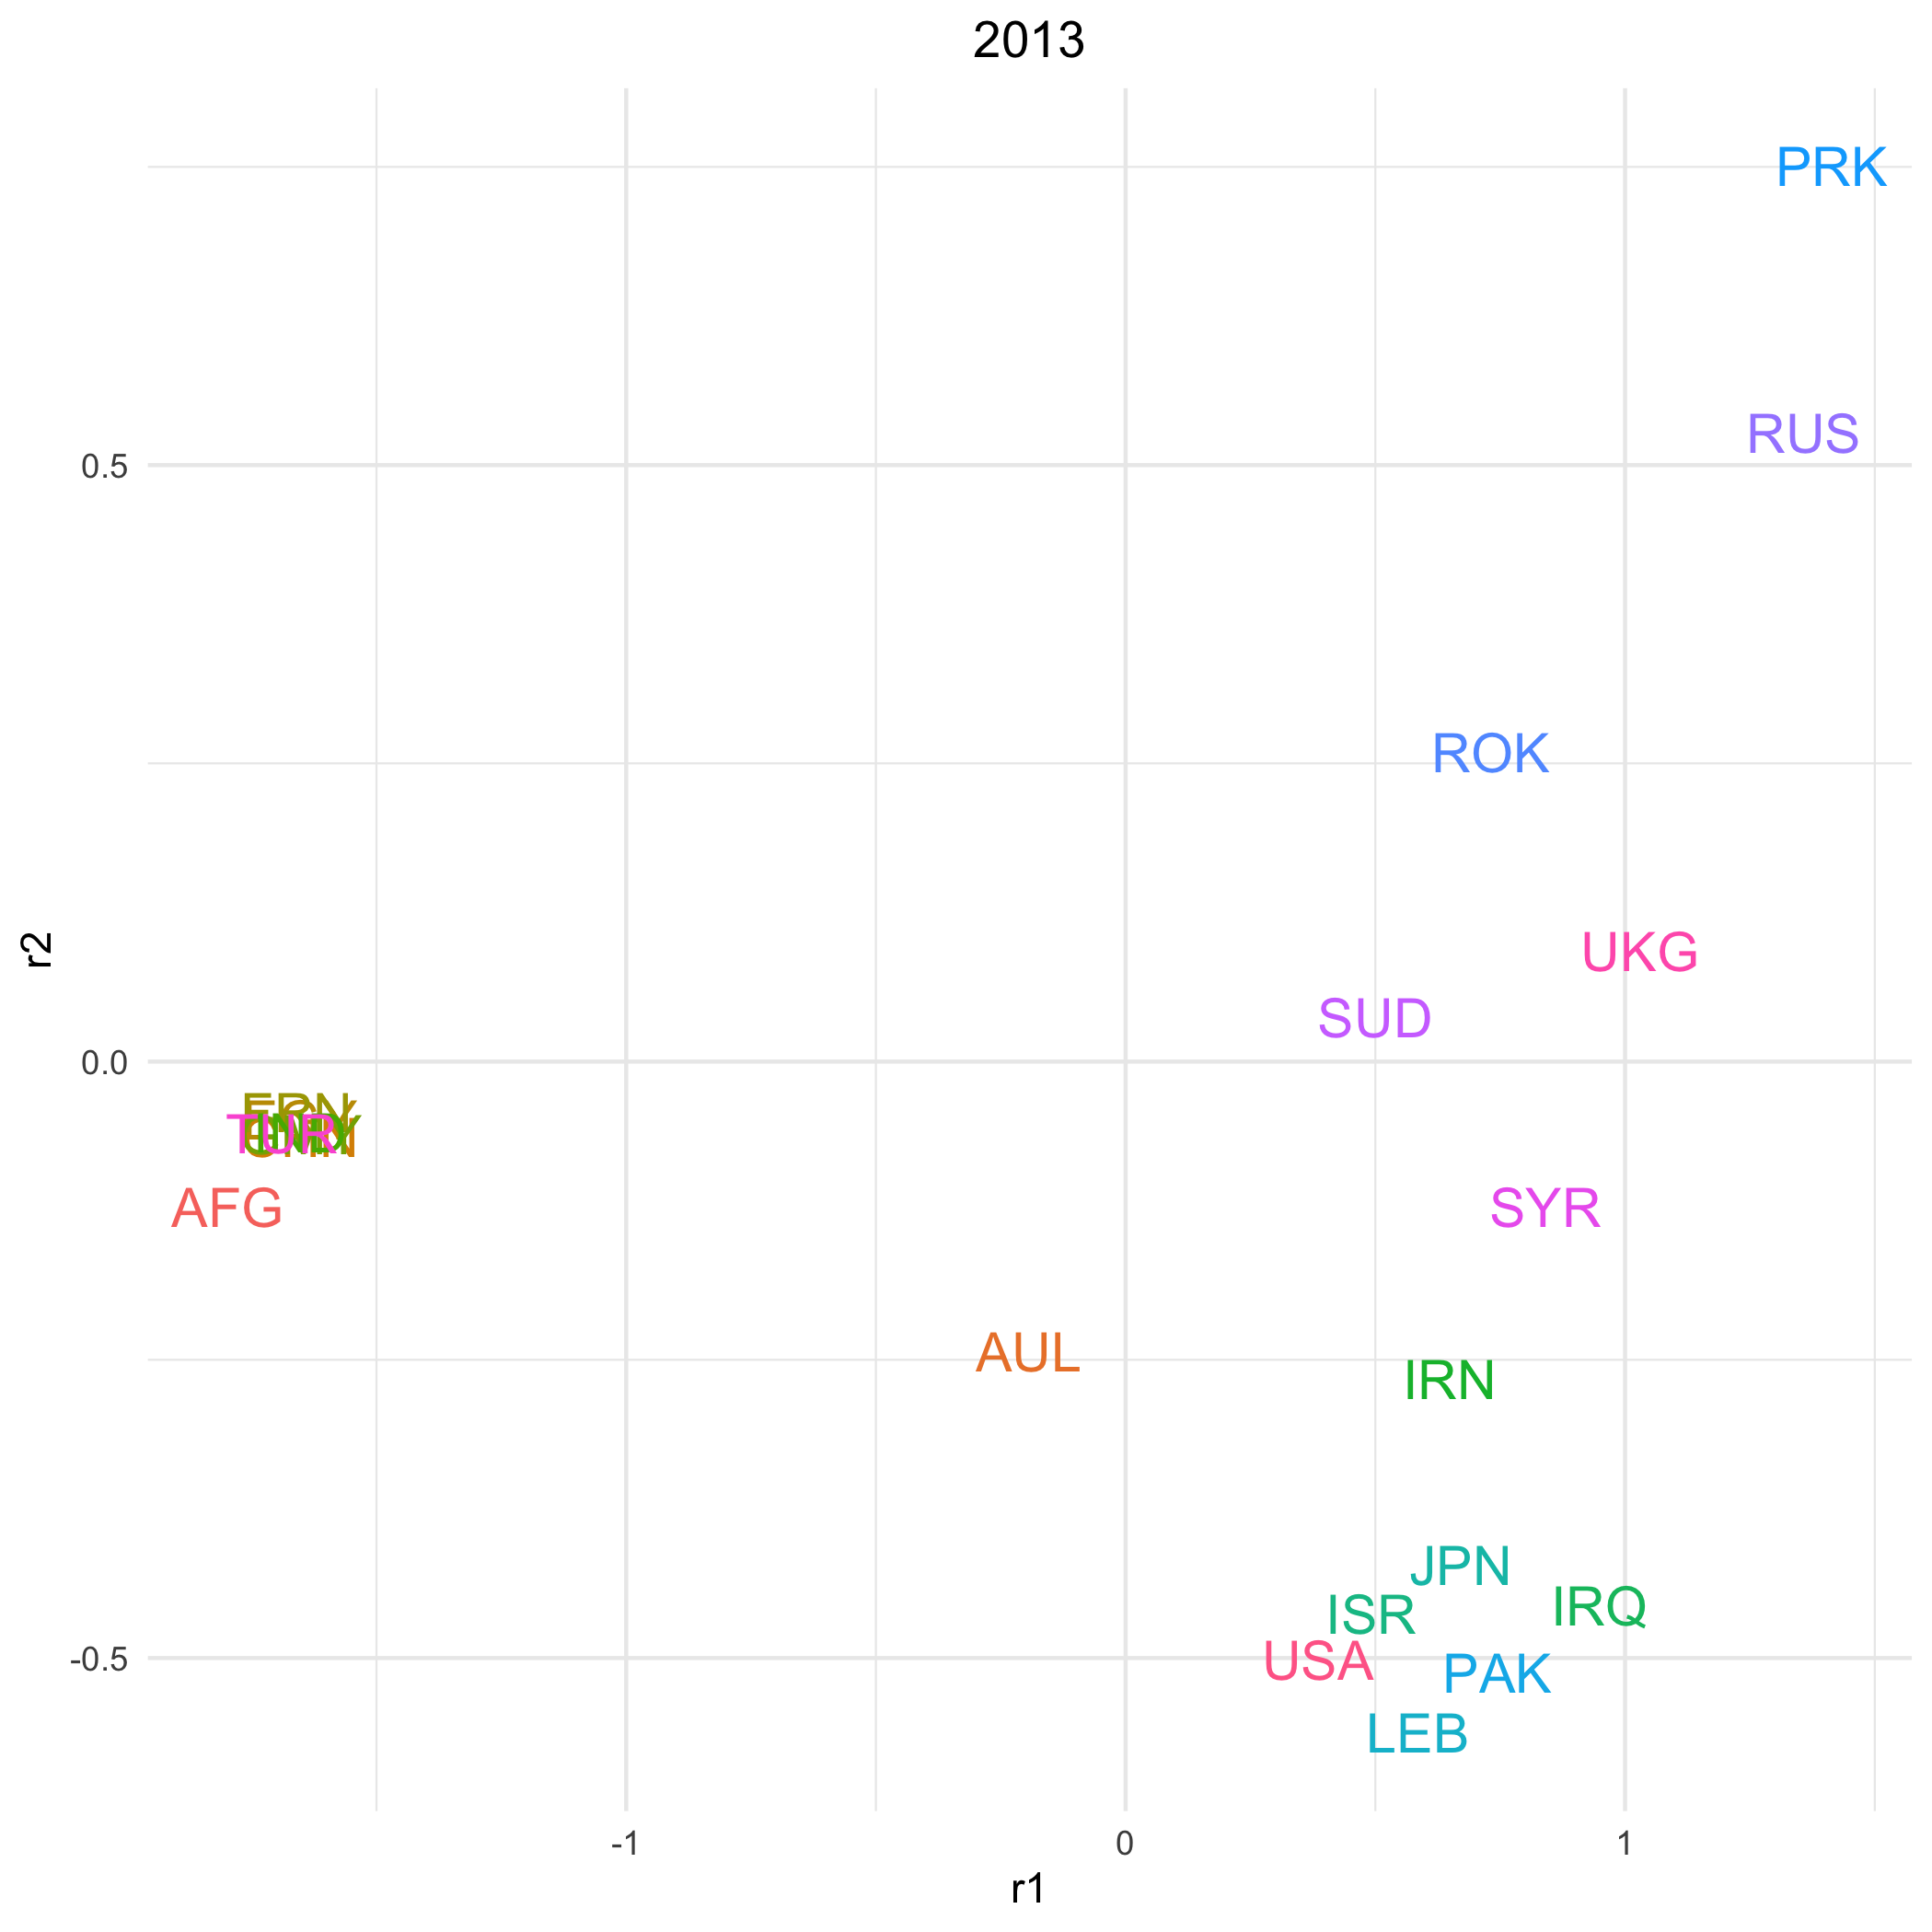 2013
PRK
RUS
0.5
ROK
UKG
SUD
r2
0.0
TUR
AFG
SYR
AUL
IRN
JPN
IRQ
ISR
USA
-0.5
PAK
LEB
-1
0
1
r1